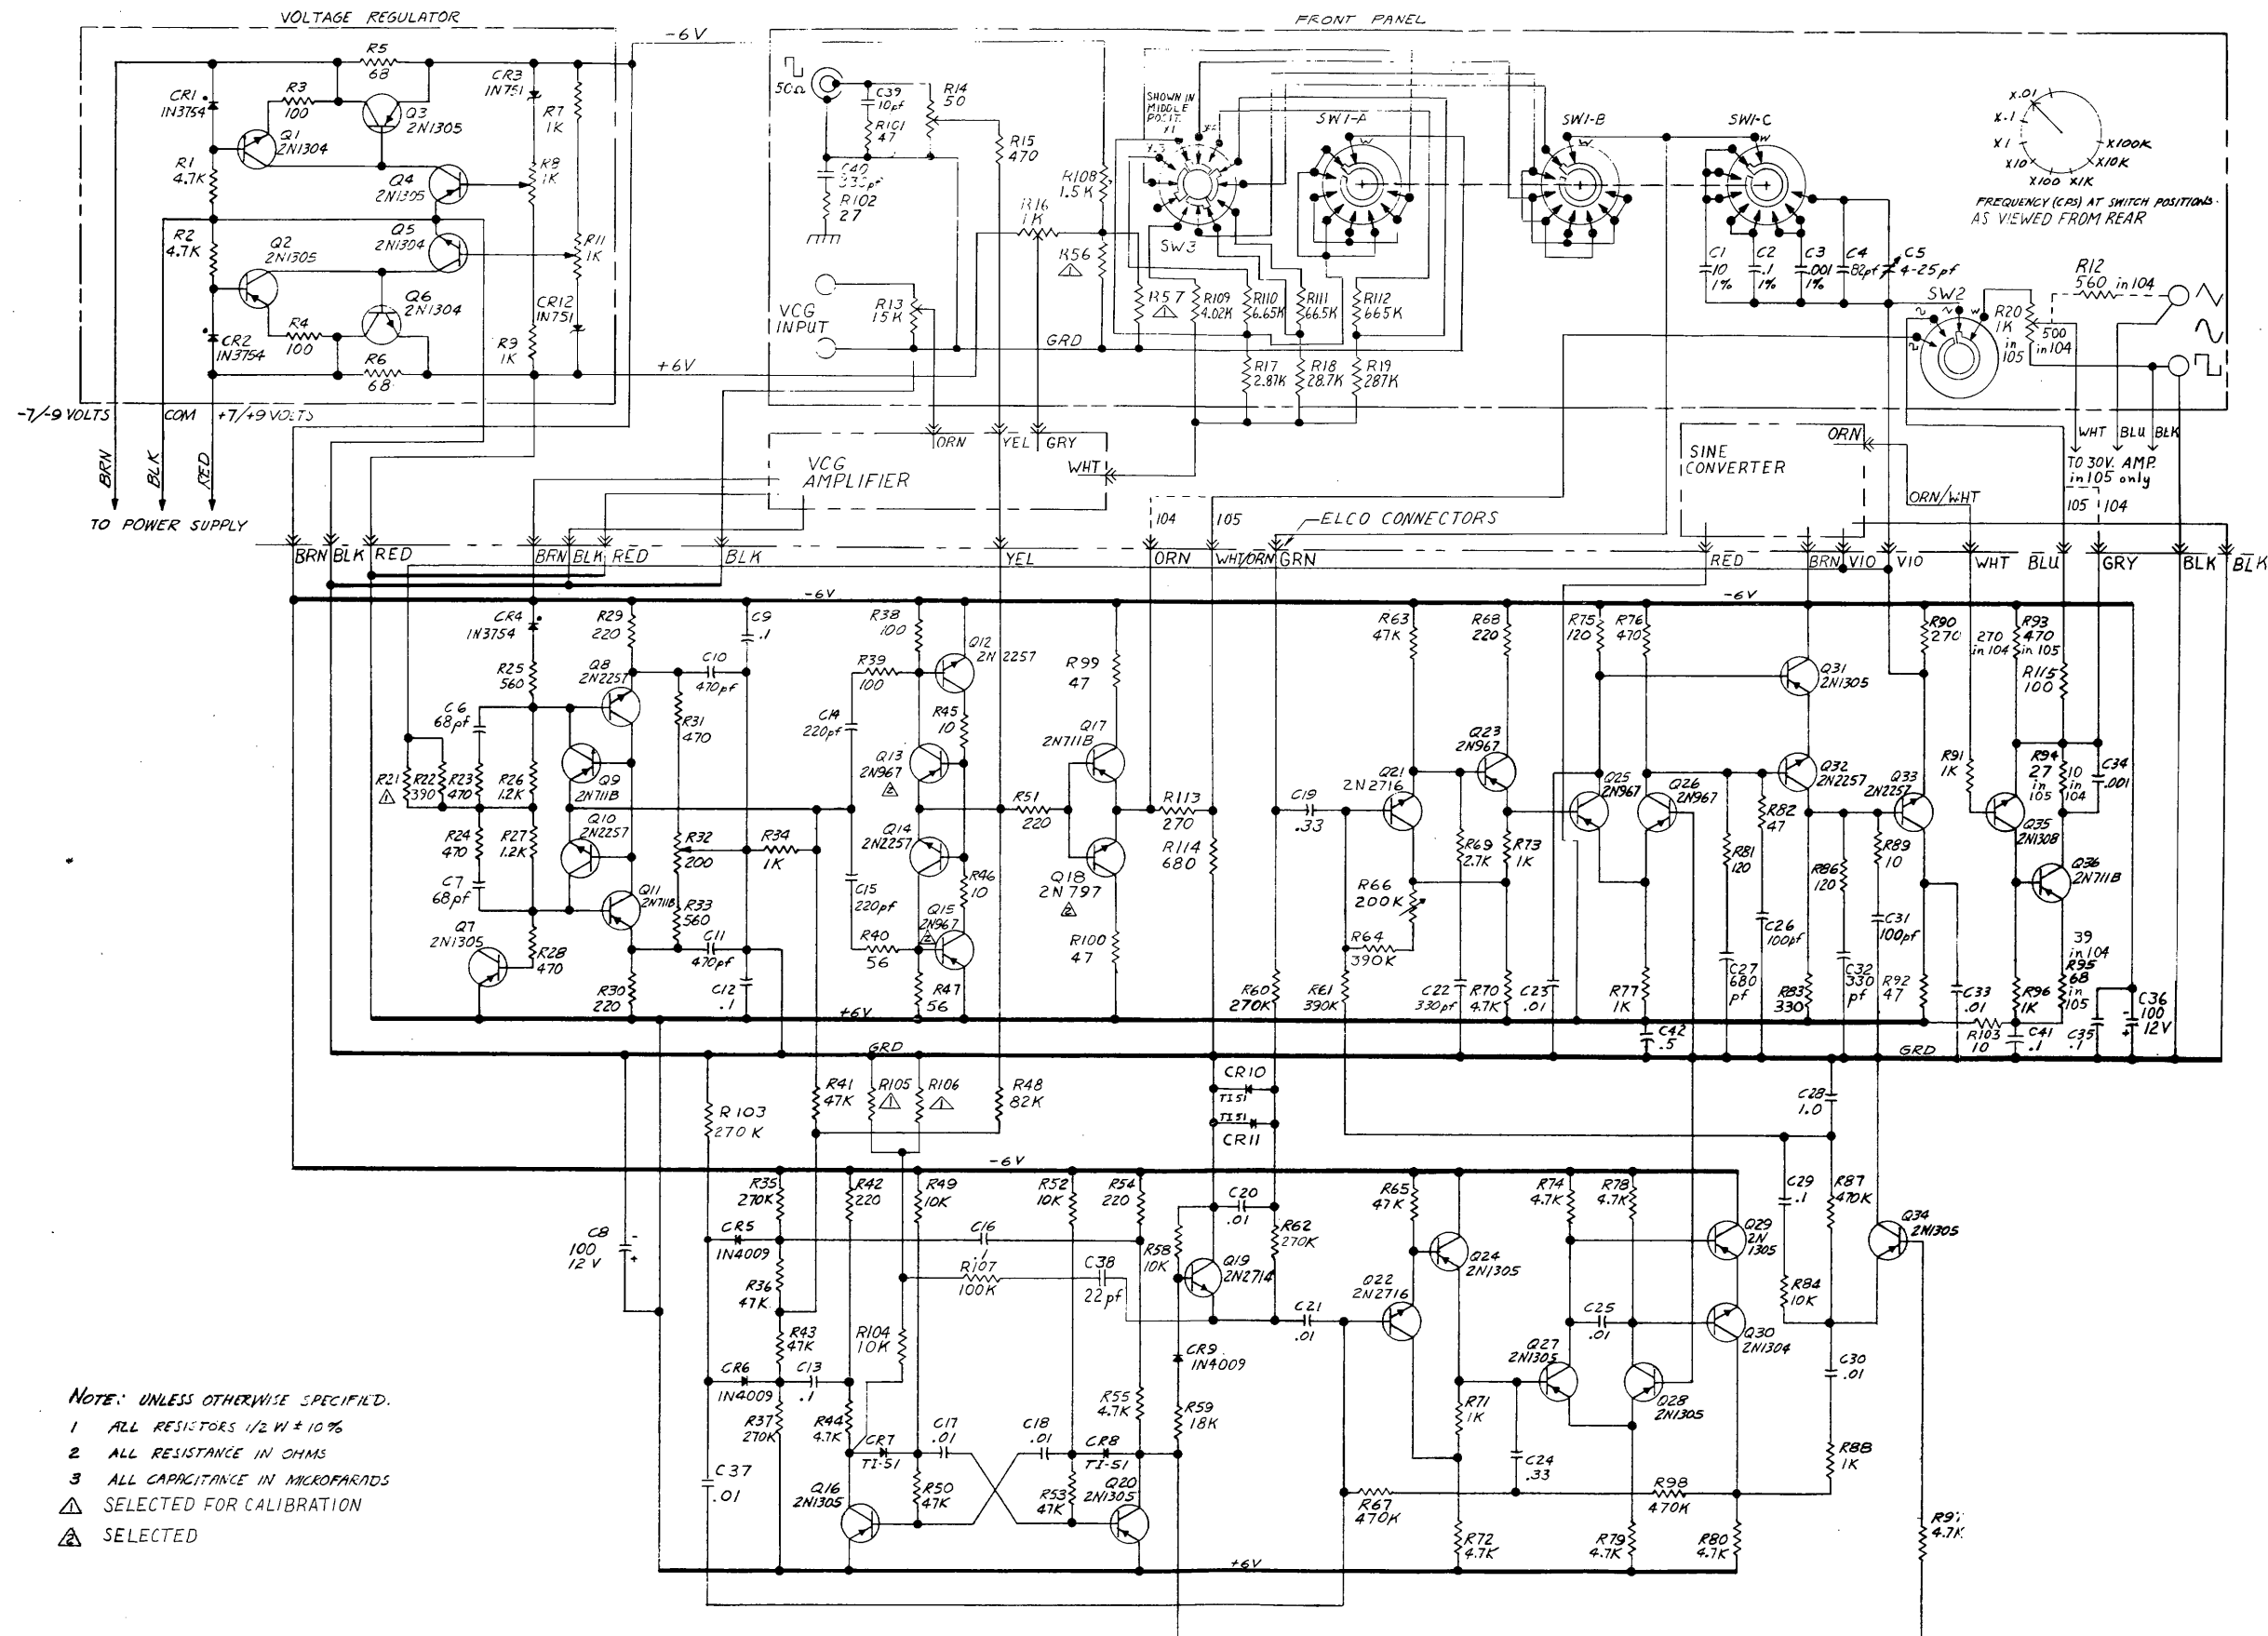 VOLTAGE REGULATOR
R5
68
CR1
1N3754
R3
100
Q3
2N1305
Q1
2N1304
CR3
1N751
R7
1K
R1
4.7K
Q4
2N1305
R8
1K
R2
4.7K
Q2
2N1305
Q5
2N1304
R11
1K
Q6
2N1304
CR12
1N751
R4
100
CR2
1N3754
R6
68
R9
1K
-7/-9 VOLTS
COM
+7/+9 VOLTS
BRN
BLK
RED
TO POWER SUPPLY
-6V
+6V
FRONT PANEL
50Ω
C39
10pf
R101
47
R14
50
R15
470
C40
330pf
R102
27
R108
1.5K
R16
1K
R56
1
R57
1
VCG
INPUT
R13
15K
GRD
SHOWN IN
MIDDLE
POSIT.
X1
X.3
SW3
SW1-A
SW1-B
SW1-C
W
W
W
R109
4.02K
R110
6.65K
R111
66.5K
R112
665K
R17
2.87K
R18
28.7K
R19
287K
C1
10
1%
C2
.1
1%
C3
.001
1%
C4
82pf
C5
4-25pf
X.01
X.1
X1
X10
X100
X1K
X10K
X100K
FREQUENCY (CPS) AT SWITCH POSITIONS.
AS VIEWED FROM REAR
SW2
W
R20
1K
in
105
500
in 104
R12
560 in 104
WHT
BLU
BLK
TO 30V. AMP.
in 105 only
ORN
YEL
GRY
WHT
VCG
AMPLIFIER
SINE
CONVERTER
ORN
ORN/WHT
104
105
ELCO CONNECTORS
105
104
BRN
BLK
RED
BRN
BLK
RED
BLK
YEL
ORN
WHT/ORN
GRN
RED
BRN
VIO
VIO
WHT
BLU
GRY
BLK
BLK
-6V
-6V
CR4
1N3754
R29
220
C9
.1
R25
560
Q8
2N2257
C10
470pf
C6
68pf
R31
470
R21
1
R22
390
R23
470
R26
1.2K
Q9
2N711B
R24
470
R27
1.2K
Q10
2N2257
R32
200
R34
1K
C7
68pf
Q11
2N711B
R33
560
Q7
2N1305
R28
470
C11
470pf
R30
220
C12
.1
+6V
R38
100
Q12
2N2257
R39
100
R45
10
C14
220pf
Q13
2N967
2
Q14
2N2257
C15
220pf
R46
10
Q15
2N967
2
R40
56
R47
56
R99
47
Q17
2N711B
R51
220
Q18
2N797
2
R100
47
R113
270
R114
680
R63
47K
R68
220
R75
120
R76
470
Q31
2N1305
R90
270
270
in 104
R93
470
in 105
R115
100
Q23
2N967
Q21
2N2716
C19
.33
Q25
2N967
Q26
2N967
Q32
2N2257
Q33
2N2257
R91
1K
R94
27
in
105
10
in
104
C34
.001
R82
47
R69
2.7K
R73
1K
R81
120
R86
120
R89
10
Q35
2N1308
Q36
2N711B
R66
200K
R64
390K
C26
100pf
C31
100pf
R60
270K
R61
390K
C22
330pf
R70
4.7K
C23
.01
R77
1K
C27
680
pf
R83
330
C32
330
pf
R92
47
C33
.01
R96
1K
39
in 104
R95
68
in
105
C36
100
12V
C42
.5
R103
10
C41
.1
C35
.1
GRD
GRD
R103
270K
R41
47K
R105
1
R106
1
R48
82K
CR10
TI51
TI51
CR11
C28
1.0
-6V
C8
100
12V
R35
270K
R42
220
R49
10K
R52
10K
R54
220
C20
.01
CR5
1N4009
C16
.1
R58
10K
R62
270K
R36
47K
R107
100K
C38
22pf
Q19
2N2714
R43
47K
R104
10K
C21
.01
CR6
1N4009
C13
.1
CR9
1N4009
R37
270K
R44
4.7K
C17
.01
C18
.01
R55
4.7K
R59
18K
CR7
TI-51
CR8
TI-51
C37
.01
Q16
2N1305
R50
47K
R53
47K
Q20
2N1305
R65
47K
Q24
2N1305
Q22
2N2716
R74
4.7K
R78
4.7K
Q29
2N
1305
C29
.1
R87
470K
Q34
2N1305
R84
10K
C25
.01
Q30
2N1304
Q27
2N1305
Q28
2N1305
C30
.01
R71
1K
C24
.33
R98
470K
R88
1K
R67
470K
R72
4.7K
R79
4.7K
R80
4.7K
4.7K
+6V
NOTE: UNLESS OTHERWISE SPECIFIED.
1 ALL RESISTORS 1/2 W ± 10%
2 ALL RESISTANCE IN OHMS
3 ALL CAPACITANCE IN MICROFARADS
1 SELECTED FOR CALIBRATION
2 SELECTED